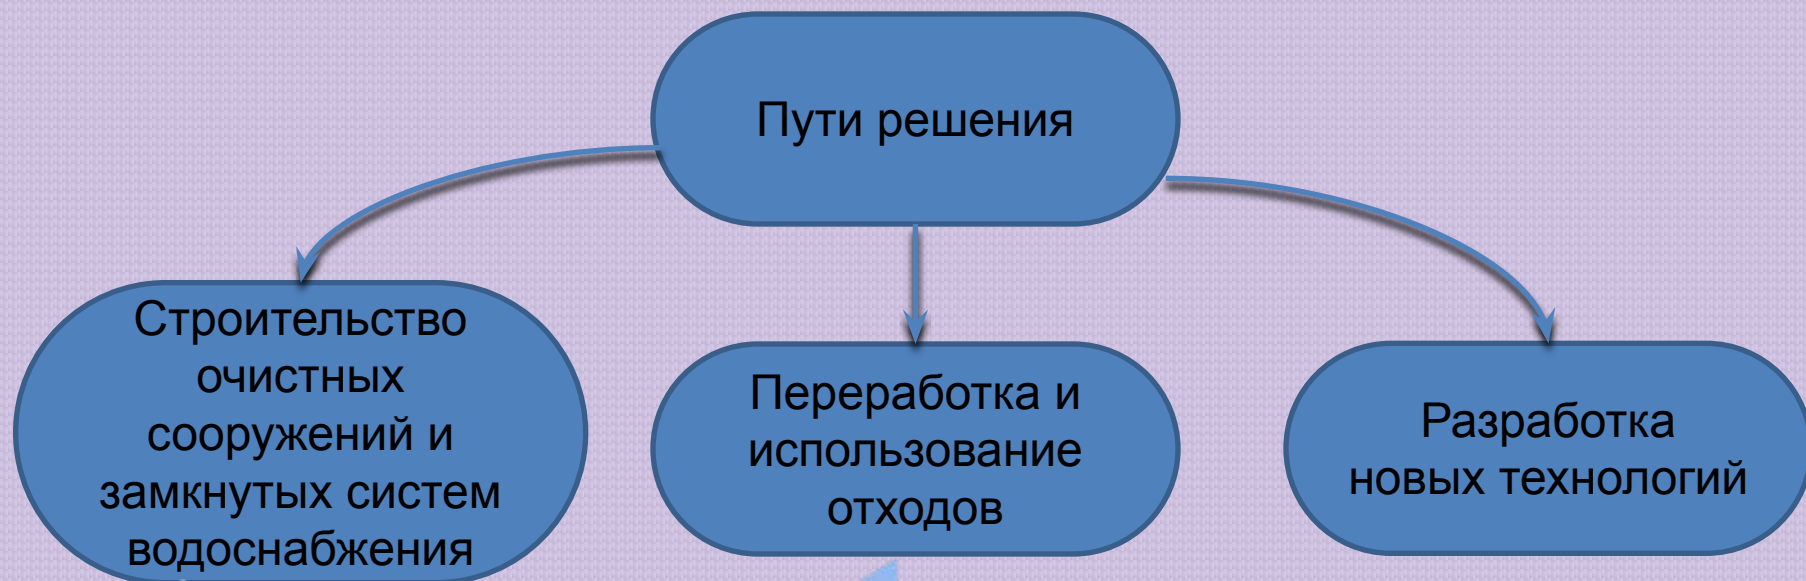 Пути решения
Строительство
очистных
сооружений и
замкнутых систем
водоснабжения
Переработка и
использование
отходов
Разработка
новых технологий